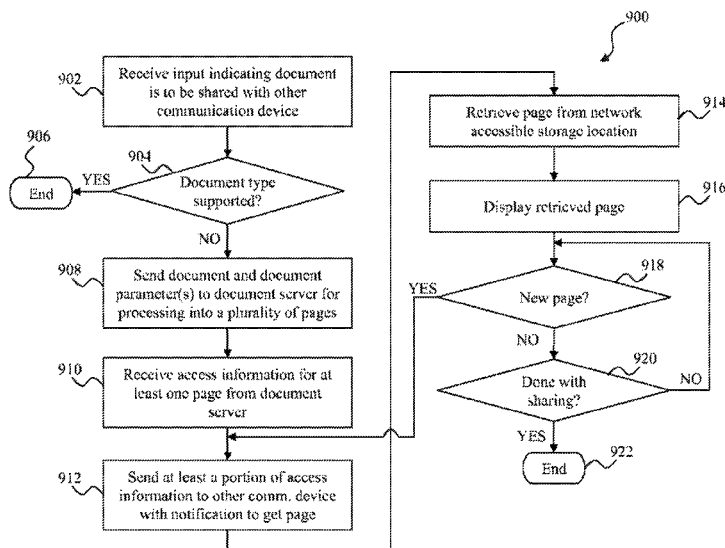 900
902
Receive input indicating document
is to be shared with other
communication device
906
End
YES
904
Document type
supported?
NO
908
Send document and document
parameter(s) to document server for
processing into a plurality of pages
910
Receive access information for at
least one page from document
server
912
Send at least a portion of access
information to other comm. device
with notification to get page
914
Retrieve page from network
accessible storage location
916
Display retrieved page
918
YES
New page?
NO
920
Done with
sharing?
NO
YES
922
End